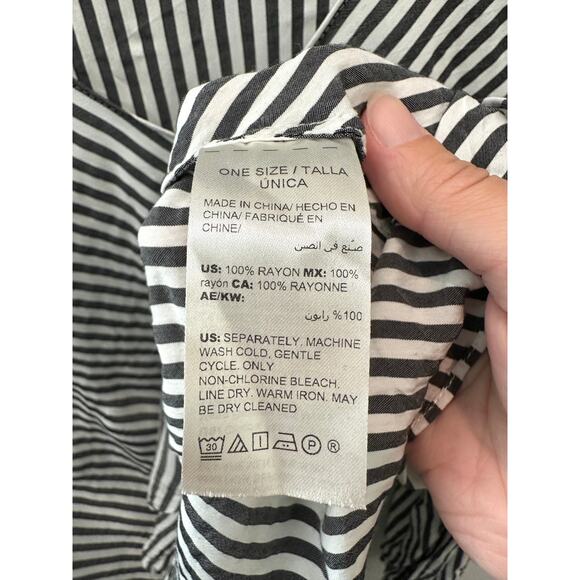 ONE SIZE / TALLA
ÚNICA
MADE IN CHINA/ HECHO EN
CHINA/ FABRIQUÉ EN
CHINE/
صنع في الصين
US: 100% RAYON MX: 100%
rayón CA: 100% RAYONNE
AE/KW:
100% رايون
US: SEPARATELY. MACHINE
WASH COLD, GENTLE
CYCLE. ONLY
NON-CHLORINE BLEACH.
LINE DRY. WARM IRON. MAY
BE DRY CLEANED
30 P ®